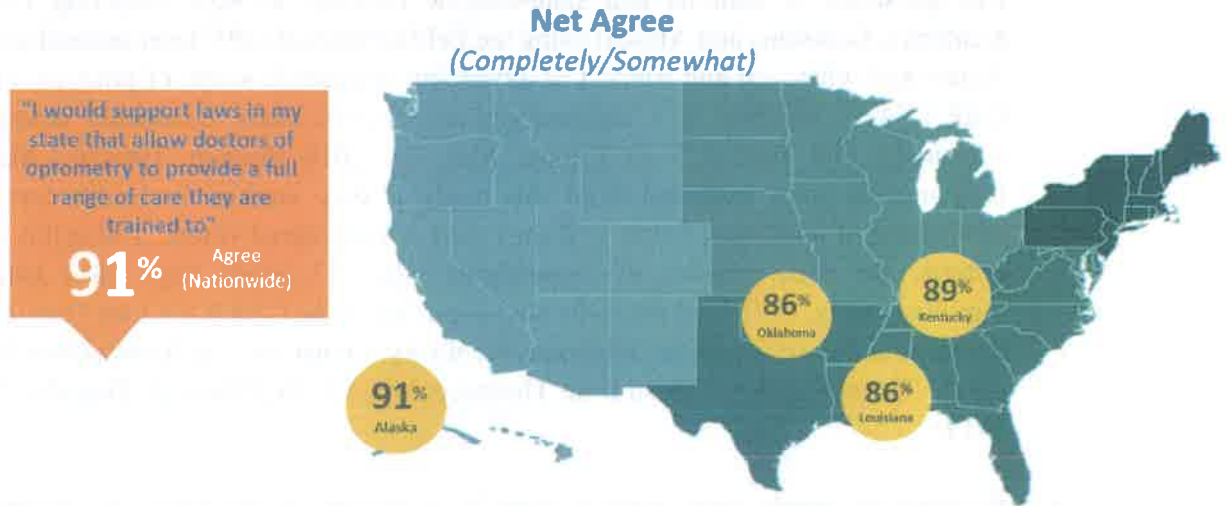 Net Agree
(Completely/Somewhat)
"I would support laws in my
state that allow doctors of
optometry to provide a full
range of care they are
trained to"
91% Agree
(Nationwide)
86%
Oklahoma
89%
Kentucky
91%
Alaska
86%
Louisiana